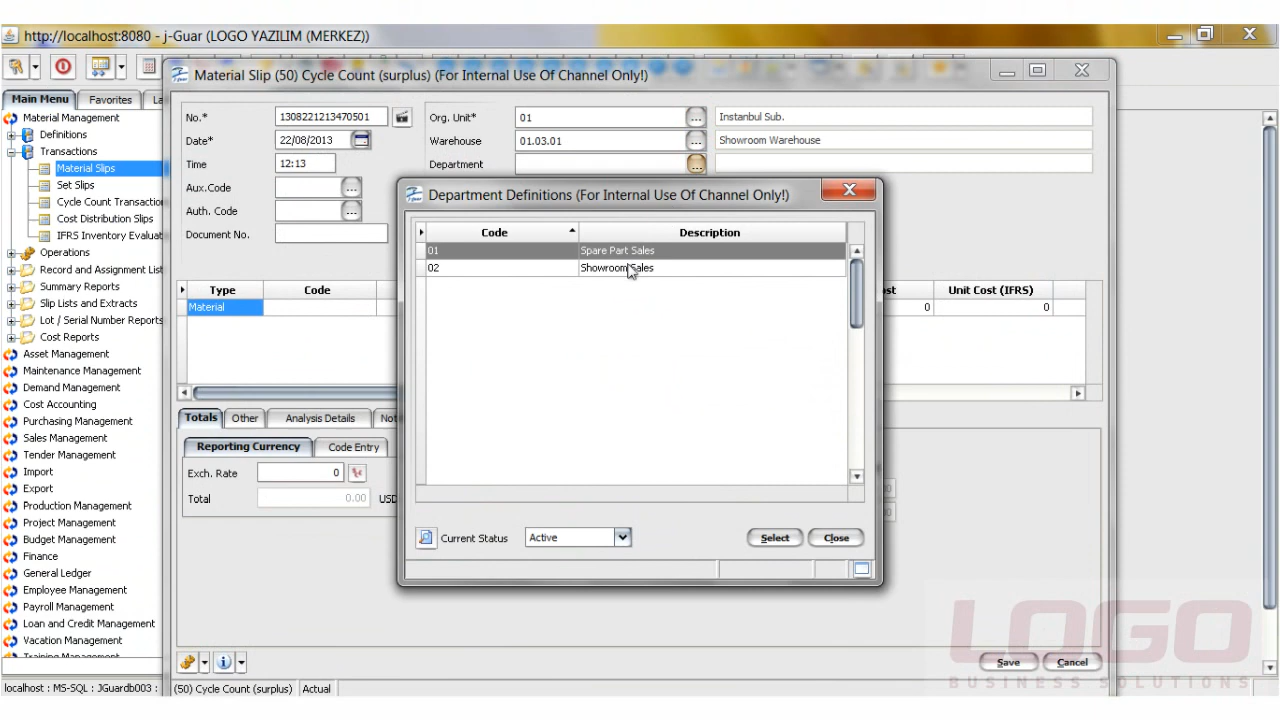 http://localhost:8080 - j-Guar (LOGO YAZILIM (MERKEZ))
Material Slip (50) Cycle Count (surplus) (For Internal Use Of Channel Only!)
Main Menu Favorites La
Material Management
Definitions
Transactions
Material Slips
Set Slips
Cycle Count Transactio
Cost Distribution Slips
IFRS Inventory Evaluat
Operations
Record and Assignment List
Summary Reports
Slip Lists and Extracts
Lot / Serial Number Reports
Cost Reports
Asset Management
Maintenance Management
Demand Management
Cost Accounting
Purchasing Management
Sales Management
Tender Management
Import
Export
Production Management
Project Management
Budget Management
Finance
General Ledger
Employee Management
Payroll Management
Loan and Credit Management
Vacation Management
Training Management
No.* 1308221213470501 Org. Unit* 01 Instanbul Sub.
Date* 22/08/2013 Warehouse 01.03.01 Showroom Warehouse
Time 12:13 Department
Aux.Code
Auth. Code
Document No.
Type Code ost Unit Cost (IFRS)
Material 0 0
Totals Other Analysis Details Not
Reporting Currency Code Entry
Exch. Rate 0
Total 0.00 USD
Department Definitions (For Internal Use Of Channel Only!)
Code Description
01 Spare Part Sales
02 Showroom Sales
Current Status Active Select Close
Save Cancel
LOGO
BUSINESS SOLUTIONS
localhost : MS-SQL : JGuardb003 : (50) Cycle Count (surplus) Actual